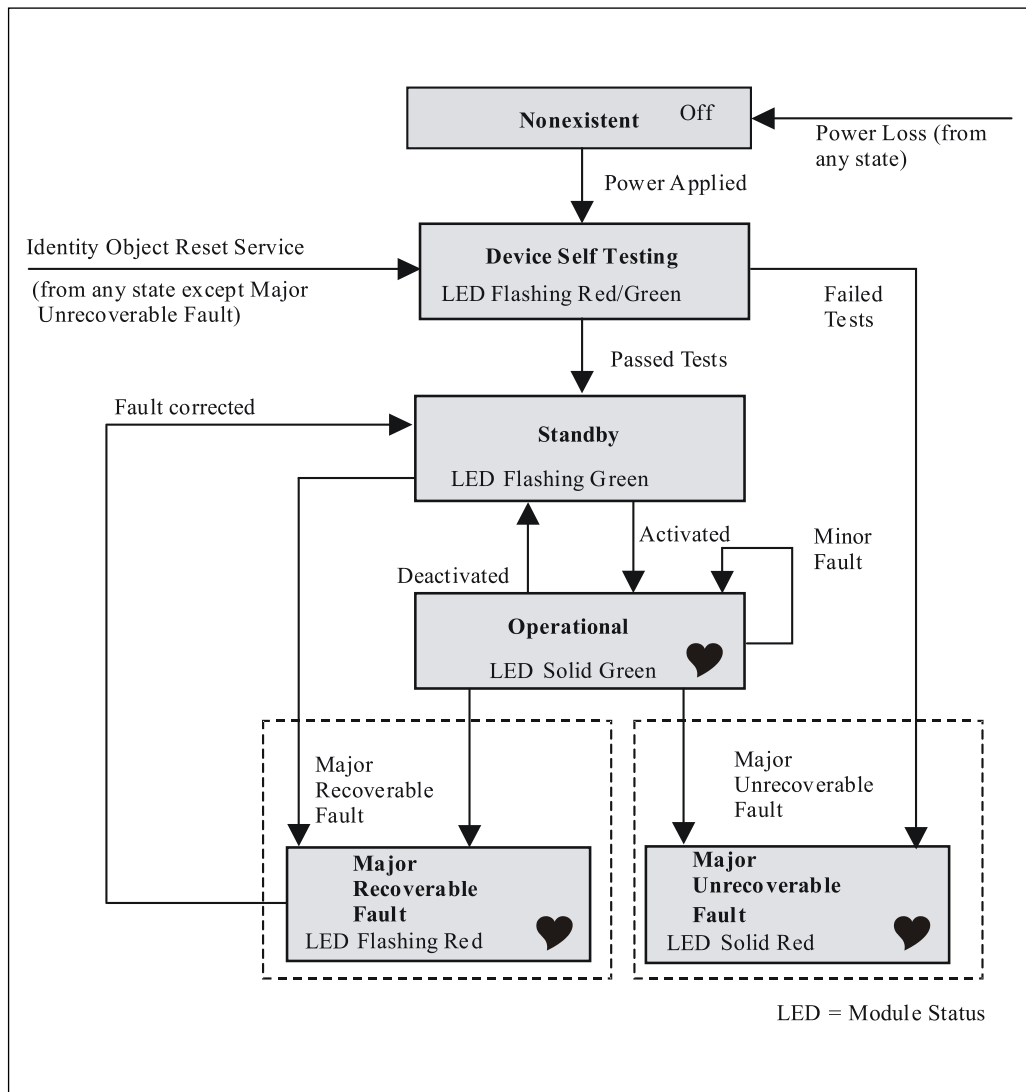 Nonexistent Off
Power Loss (from
any state)
Power Applied
Identity Object Reset Service
(from any state except Major
Unrecoverable Fault)
Device Self Testing
LED Flashing Red/Green
Failed
Tests
Passed Tests
Fault corrected
Standby
LED Flashing Green
Activated
Minor
Fault
Deactivated
Operational
LED Solid Green
Major
Recoverable
Fault
Major
Unrecoverable
Fault
Major
Recoverable
Fault
LED Flashing Red
Major
Unrecoverable
Fault
LED Solid Red
LED = Module Status